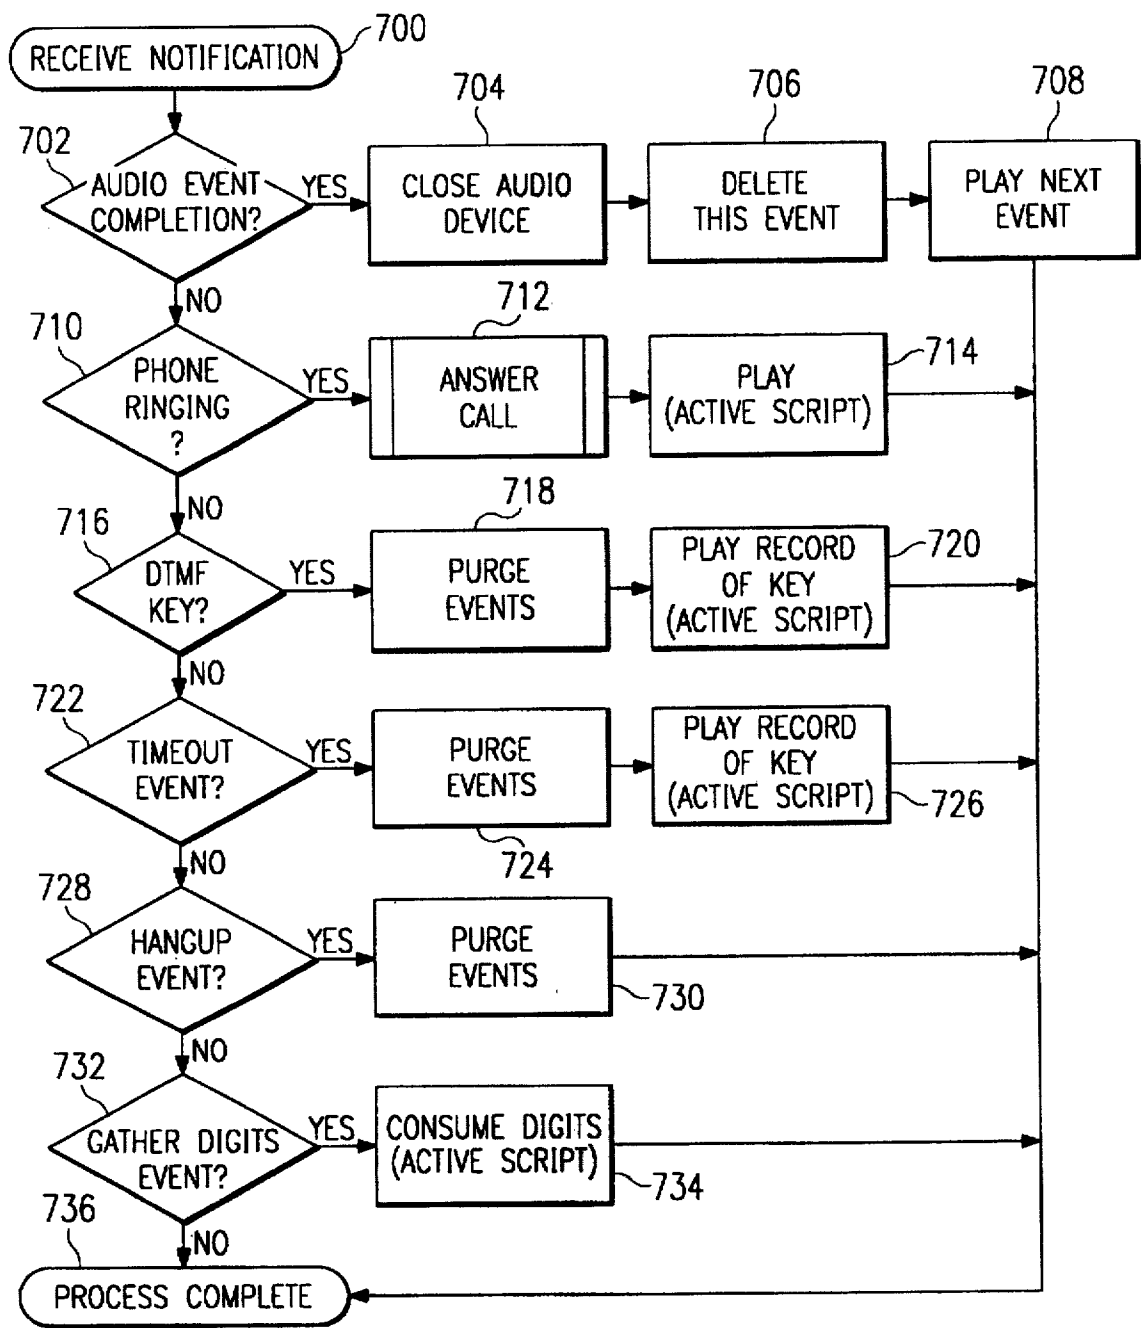 RECEIVE NOTIFICATION
700
702
AUDIO EVENT
COMPLETION?
YES
704
CLOSE AUDIO
DEVICE
706
DELETE
THIS EVENT
708
PLAY NEXT
EVENT
NO
710
PHONE
RINGING
?
YES
712
ANSWER
CALL
PLAY
(ACTIVE SCRIPT)
714
NO
716
DTMF
KEY?
YES
718
PURGE
EVENTS
PLAY RECORD
OF KEY
(ACTIVE SCRIPT)
720
NO
722
TIMEOUT
EVENT?
YES
PURGE
EVENTS
724
PLAY RECORD
OF KEY
(ACTIVE SCRIPT)
726
NO
728
HANGUP
EVENT?
YES
PURGE
EVENTS
730
NO
732
GATHER DIGITS
EVENT?
YES
CONSUME DIGITS
(ACTIVE SCRIPT)
734
NO
736
PROCESS COMPLETE